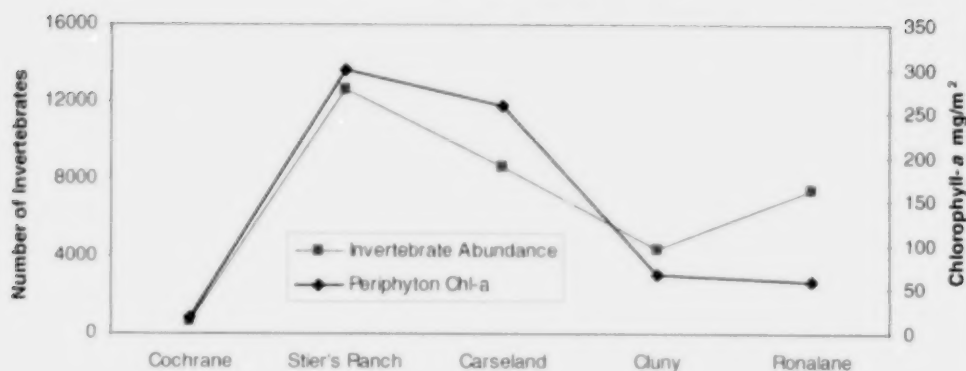 16000
12000
8000
4000
0
Number of Invertebrates
350
300
250
200
150
100
50
0
Chlorophyll-a mg/m²
Invertebrate Abundance
Periphyton Chl-a
Cochrane Stier's Ranch Carseland Cluny Ronalane